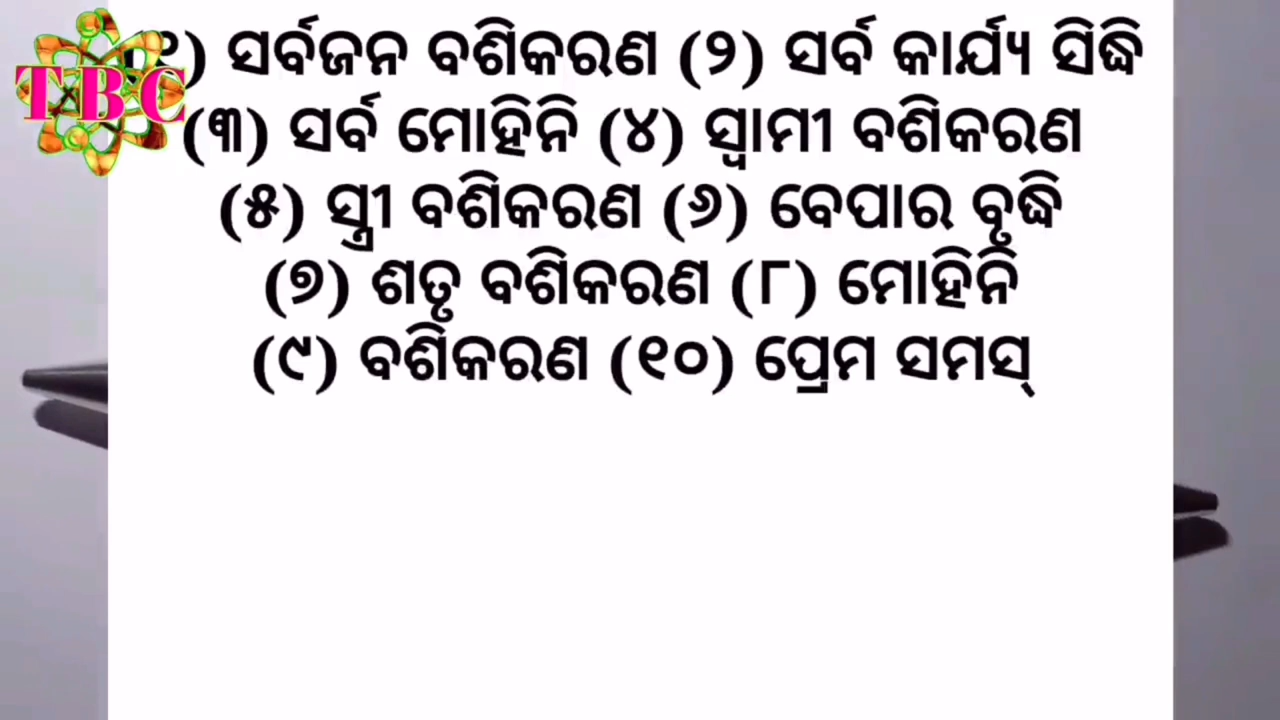 TBC
୧) ସର୍ବଜନ ବଶିକରଣ (୨) ସର୍ବ କାର୍ଯ୍ୟ ସିଦ୍ଧି
(୩) ସର୍ବ ମୋହିନି (୪) ସ୍ଵାମୀ ବଶିକରଣ
(୫) ସ୍ତ୍ରୀ ବଶିକରଣ (୬) ବେପାର ବୃଦ୍ଧି
(୭) ଶତୃ ବଶିକରଣ (୮) ମୋହିନି
(୯) ବଶିକରଣ (୧୦) ପ୍ରେମ ସମସ୍